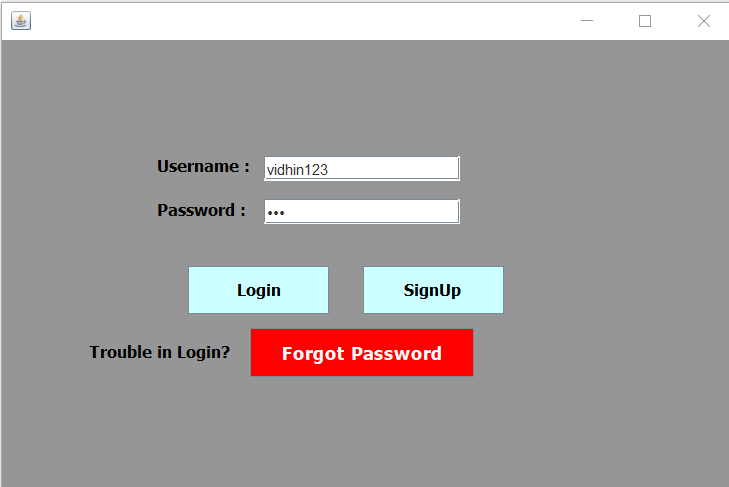 Username : vidhin123
Password : •••
Login SignUp
Trouble in Login? Forgot Password